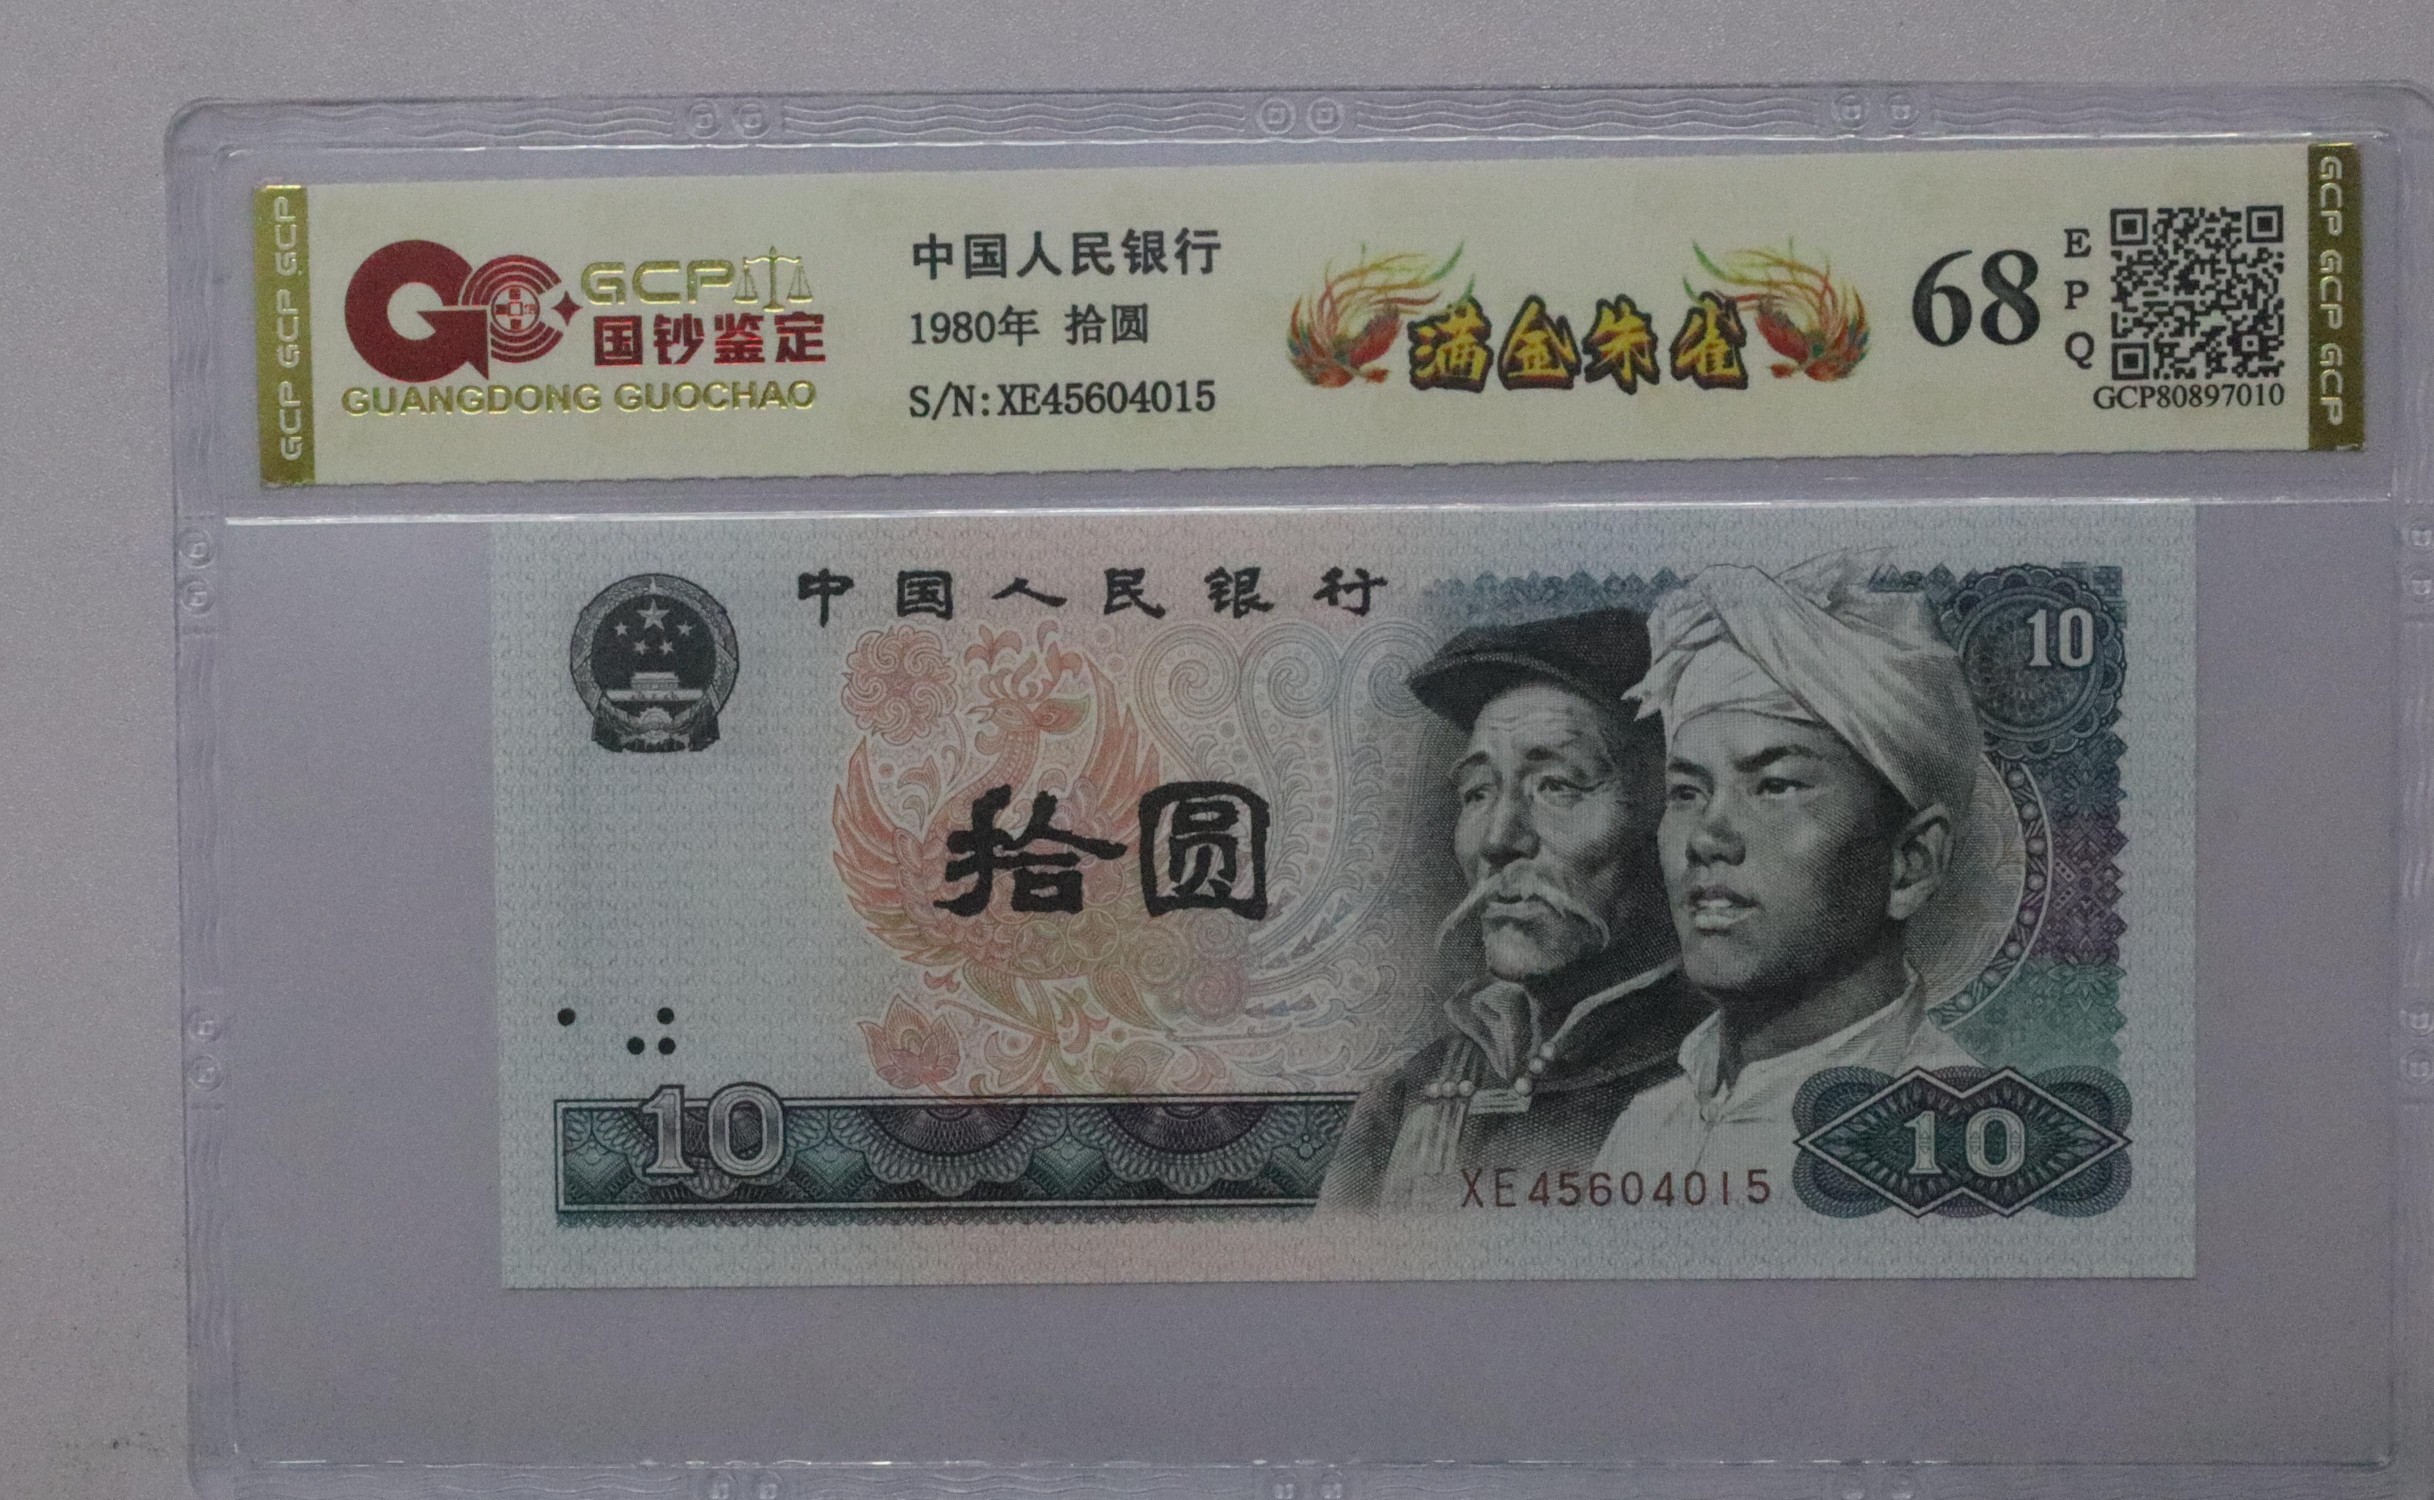 GCP GCP GCP
GCP
国钞鉴定
GUANGDONG GUOCHAO
中国人民银行
1980年 拾圆
S/N:XE45604015
满金朱雀
68
E
P
Q
GCP80897010
GCP GCP GCP
中国人民银行
10
拾圆
10
XE45604015
10